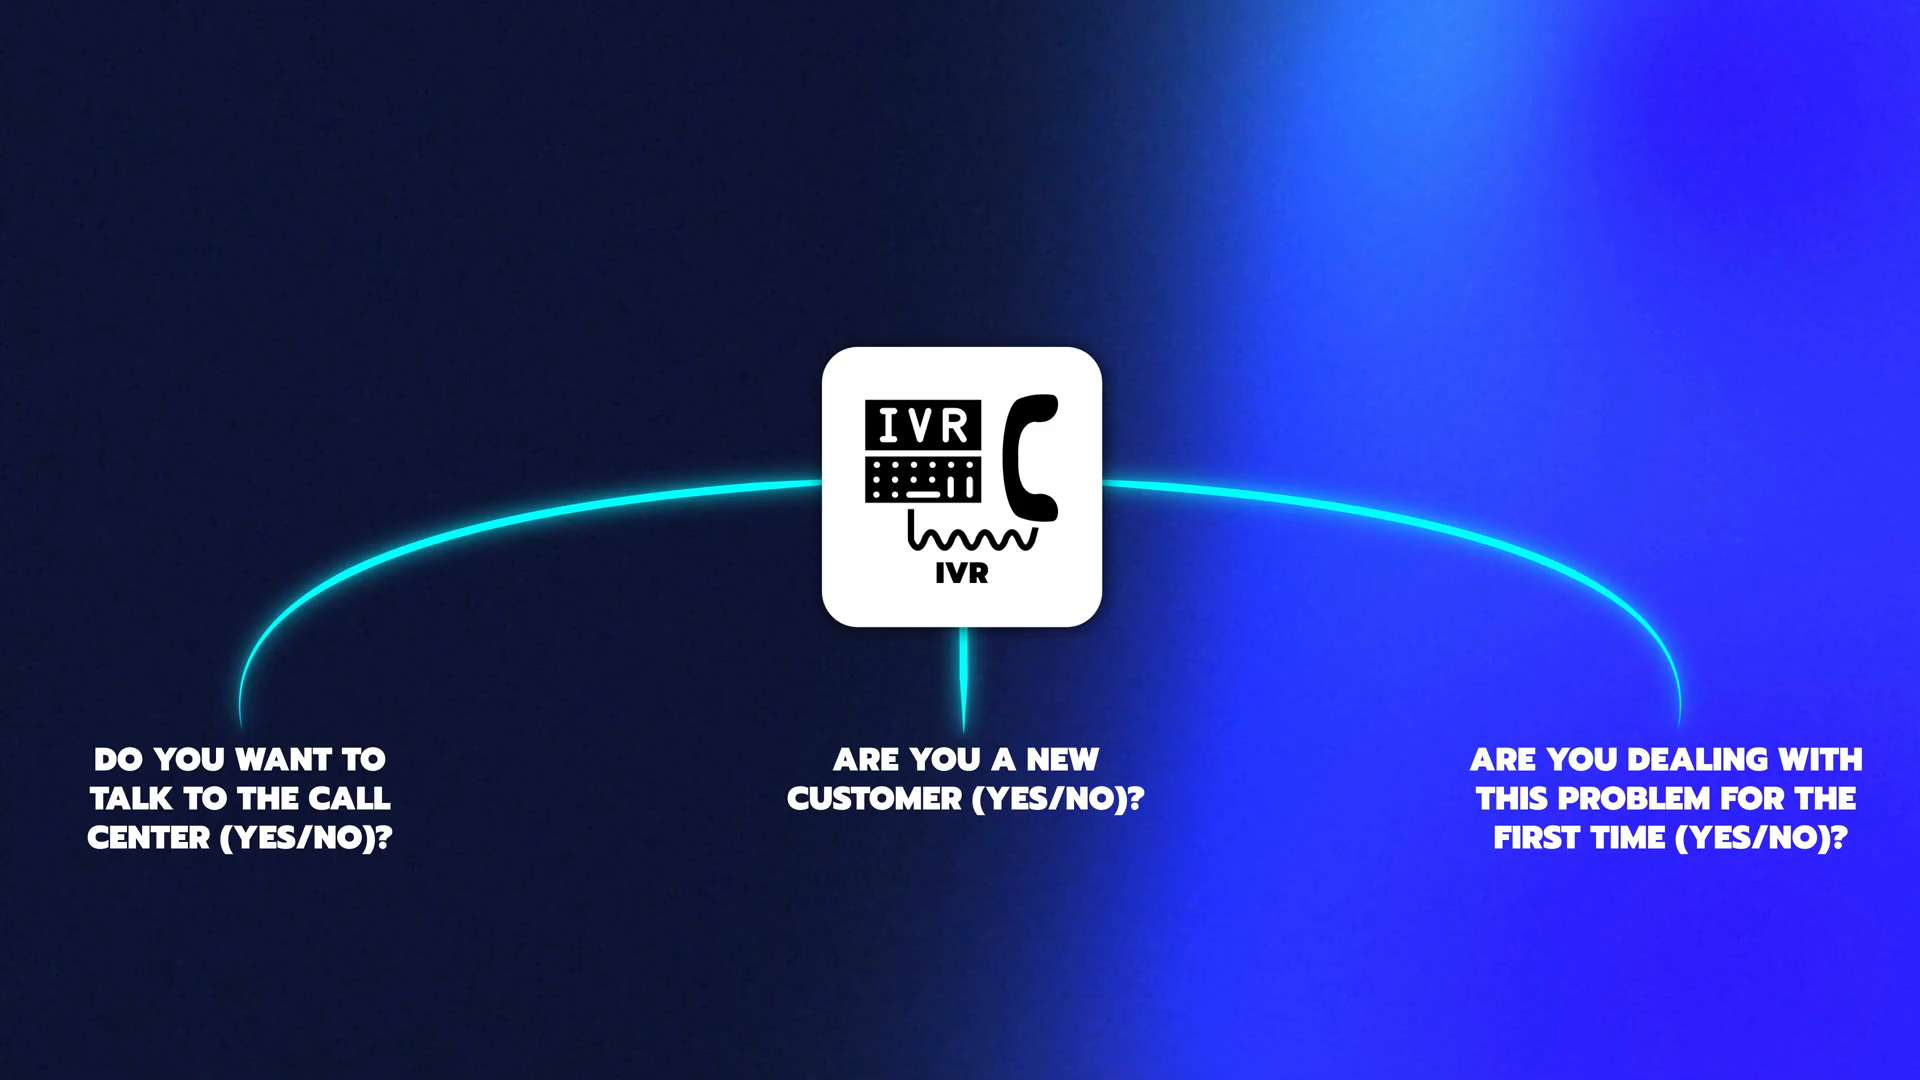 IVR
IVR
DO YOU WANT TO
TALK TO THE CALL
CENTER (YES/NO)?
ARE YOU A NEW
CUSTOMER (YES/NO)?
ARE YOU DEALING WITH
THIS PROBLEM FOR THE
FIRST TIME (YES/NO)?